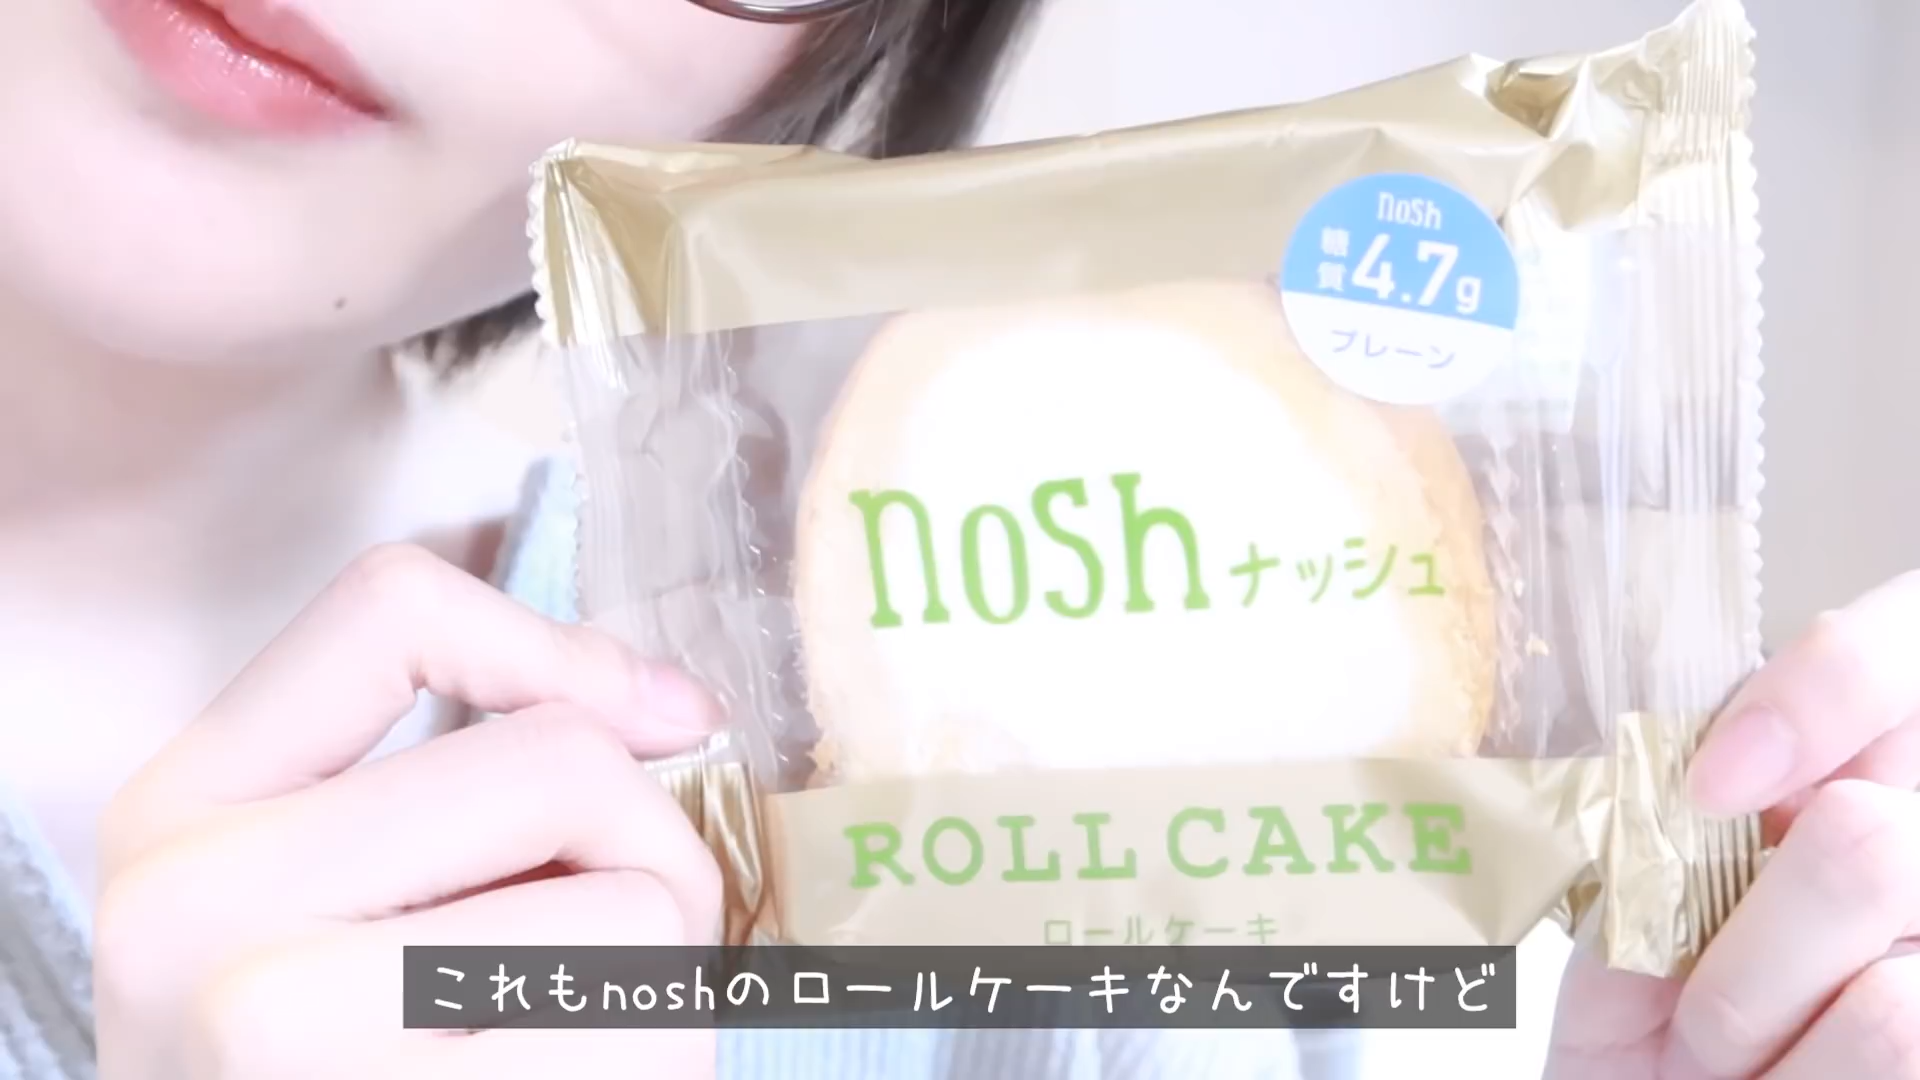 nosh
糖質4.7g
プレーン
nosh ナッシュ
ROLL CAKE
ロールケーキ
これもnoshのロールケーキなんですけど